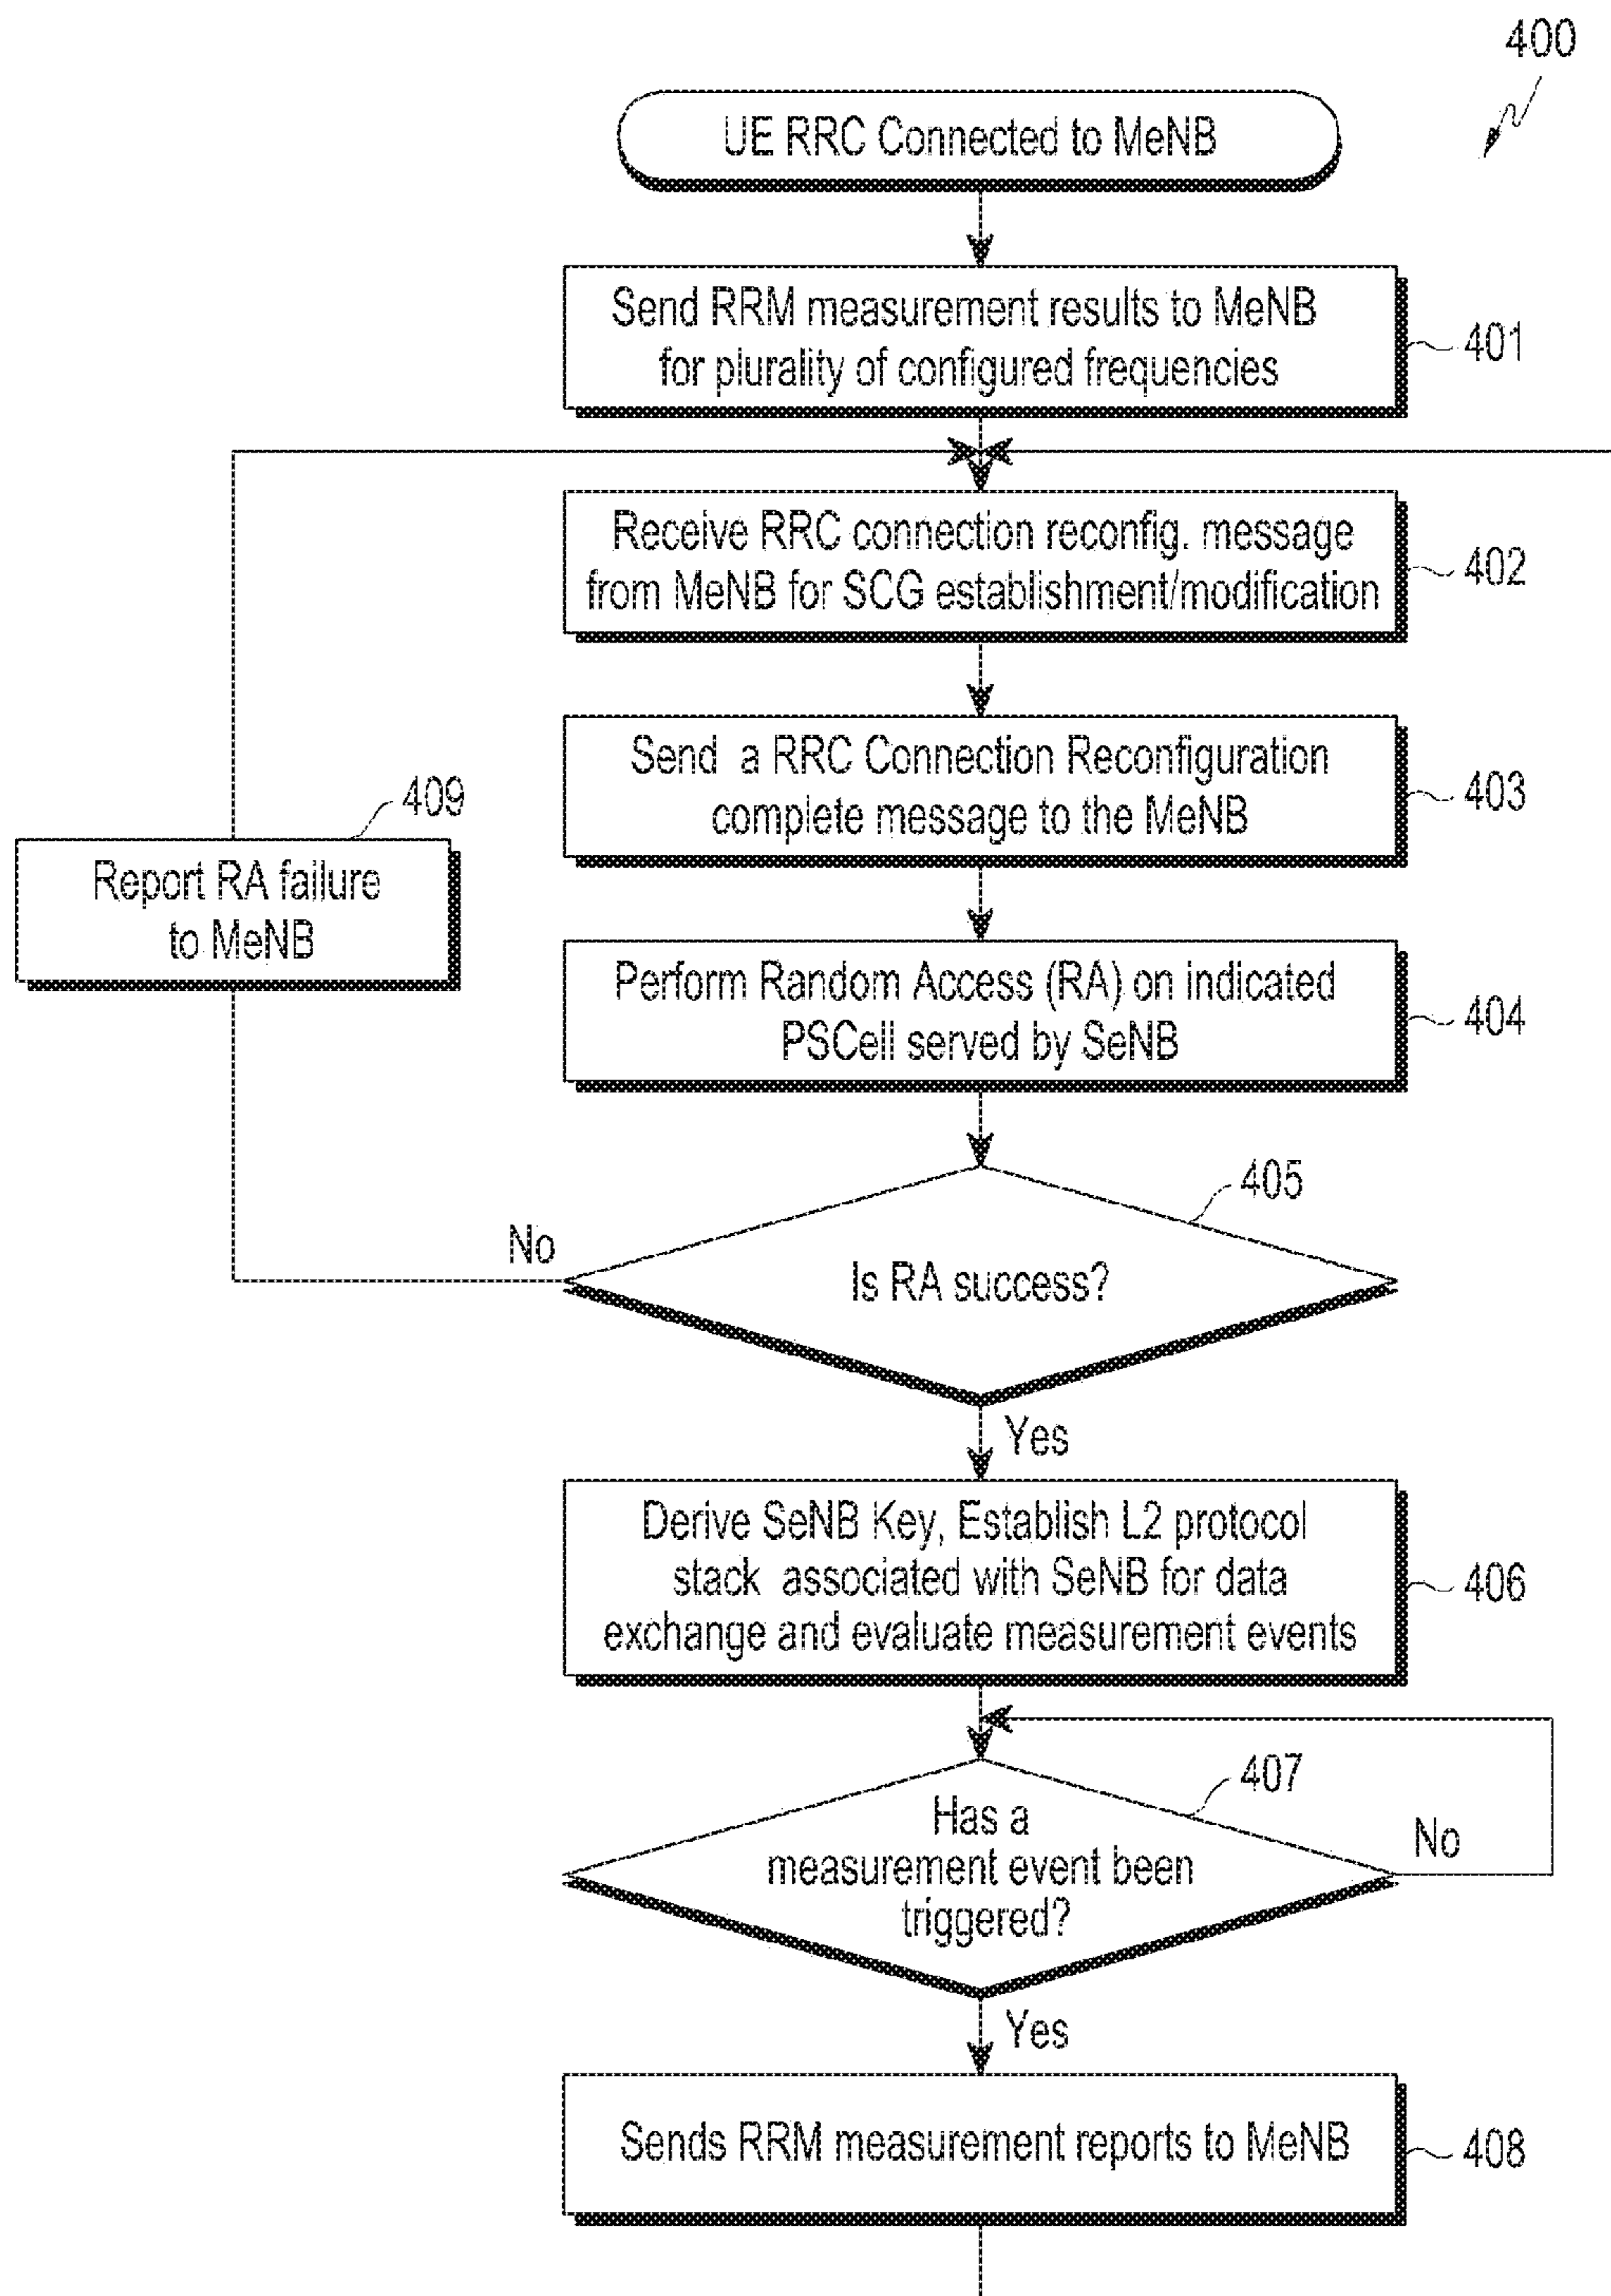 400
UE RRC Connected to MeNB
Send RRM measurement results to MeNB
for plurality of configured frequencies
401
Receive RRC connection reconfig. message
from MeNB for SCG establishment/modification
402
Send a RRC Connection Reconfiguration
complete message to the MeNB
403
409
Report RA failure
to MeNB
Perform Random Access (RA) on indicated
PSCell served by SeNB
404
405
No
Is RA success?
Yes
Derive SeNB Key, Establish L2 protocol
stack associated with SeNB for data
exchange and evaluate measurement events
406
407
Has a
measurement event been
triggered?
No
Yes
Sends RRM measurement reports to MeNB
408